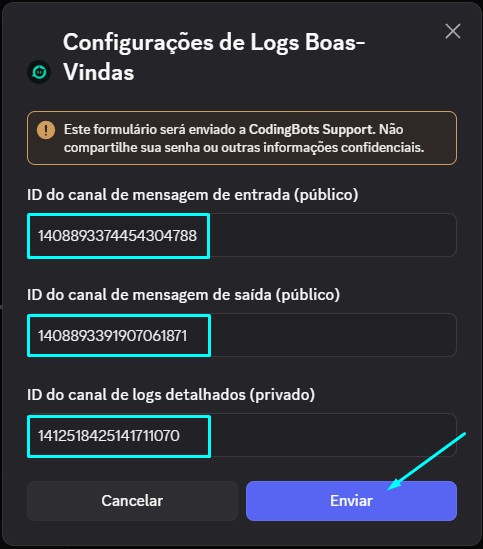 Configurações de Logs Boas-
Vindas
Este formulário será enviado a CodingBots Support. Não
compartilhe sua senha ou outras informações confidenciais.
ID do canal de mensagem de entrada (público)
1408893374454304788
ID do canal de mensagem de saída (público)
1408893391907061871
ID do canal de logs detalhados (privado)
1412518425141711070
Cancelar
Enviar